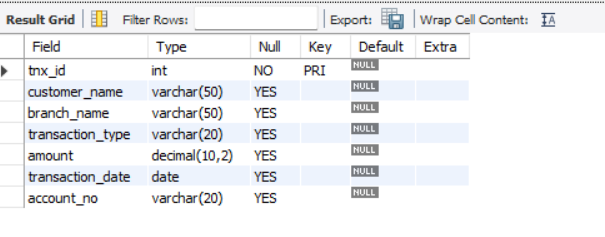 Result Grid Filter Rows: Export: Wrap Cell Content: IA
Field Type Null Key Default Extra
tnx_id int NO PRI NULL
customer_name varchar(50) YES NULL
branch_name varchar(50) YES NULL
transaction_type varchar(20) YES NULL
amount decimal(10,2) YES NULL
transaction_date date YES NULL
account_no varchar(20) YES NULL